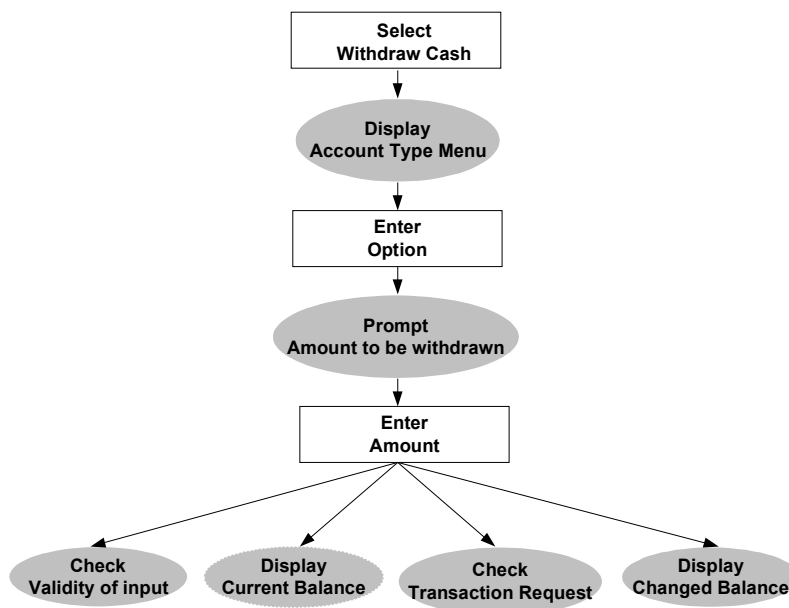 Select
Withdraw Cash
Display
Account Type Menu
Enter
Option
Prompt
Amount to be withdrawn
Enter
Amount
Check
Validity of input
Display
Current Balance
Check
Transaction Request
Display
Changed Balance